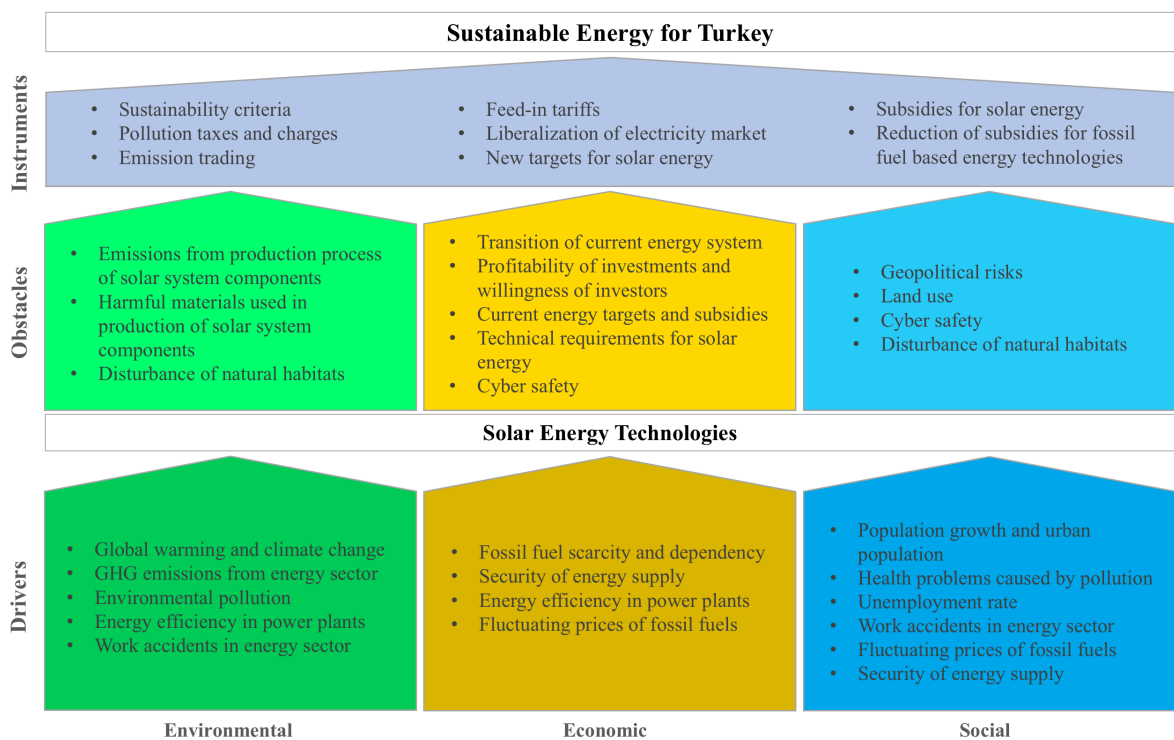 Sustainable Energy for Turkey
Instruments
• Sustainability criteria
• Pollution taxes and charges
• Emission trading
• Feed-in tariffs
• Liberalization of electricity market
• New targets for solar energy
• Subsidies for solar energy
• Reduction of subsidies for fossil
fuel based energy technologies
Obstacles
• Emissions from production process
of solar system components
• Harmful materials used in
production of solar system
components
• Disturbance of natural habitats
• Transition of current energy system
• Profitability of investments and
willingness of investors
• Current energy targets and subsidies
• Technical requirements for solar
energy
• Cyber safety
• Geopolitical risks
• Land use
• Cyber safety
• Disturbance of natural habitats
Solar Energy Technologies
Drivers
• Global warming and climate change
• GHG emissions from energy sector
• Environmental pollution
• Energy efficiency in power plants
• Work accidents in energy sector
• Fossil fuel scarcity and dependency
• Security of energy supply
• Energy efficiency in power plants
• Fluctuating prices of fossil fuels
• Population growth and urban
population
• Health problems caused by pollution
• Unemployment rate
• Work accidents in energy sector
• Fluctuating prices of fossil fuels
• Security of energy supply
Environmental
Economic
Social